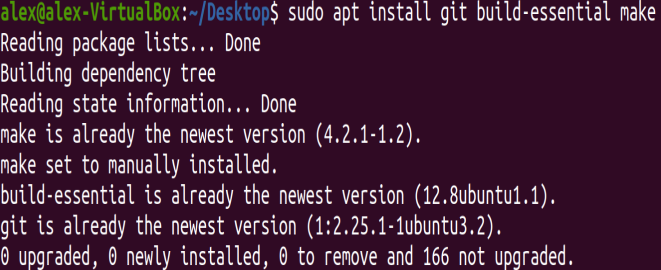 alex@alex-VirtualBox:~/Desktop$ sudo apt install git build-essential make
Reading package lists... Done
Building dependency tree
Reading state information... Done
make is already the newest version (4.2.1-1.2).
make set to manually installed.
build-essential is already the newest version (12.8ubuntu1.1).
git is already the newest version (1:2.25.1-1ubuntu3.2).
0 upgraded, 0 newly installed, 0 to remove and 166 not upgraded.